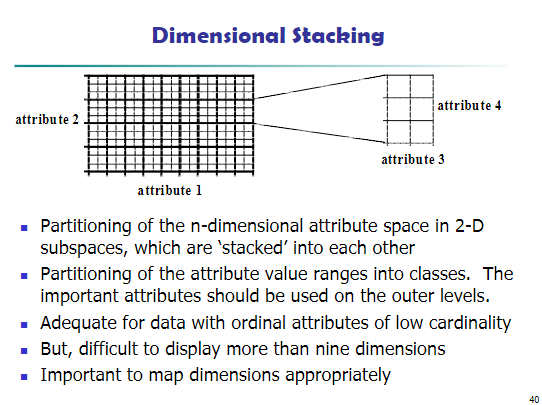 Dimensional Stacking
attribute 2
attribute 4
attribute 3
attribute 1
Partitioning of the n-dimensional attribute space in 2-D
subspaces, which are ‘stacked’ into each other
Partitioning of the attribute value ranges into classes. The
important attributes should be used on the outer levels.
Adequate for data with ordinal attributes of low cardinality
But, difficult to display more than nine dimensions
Important to map dimensions appropriately
40